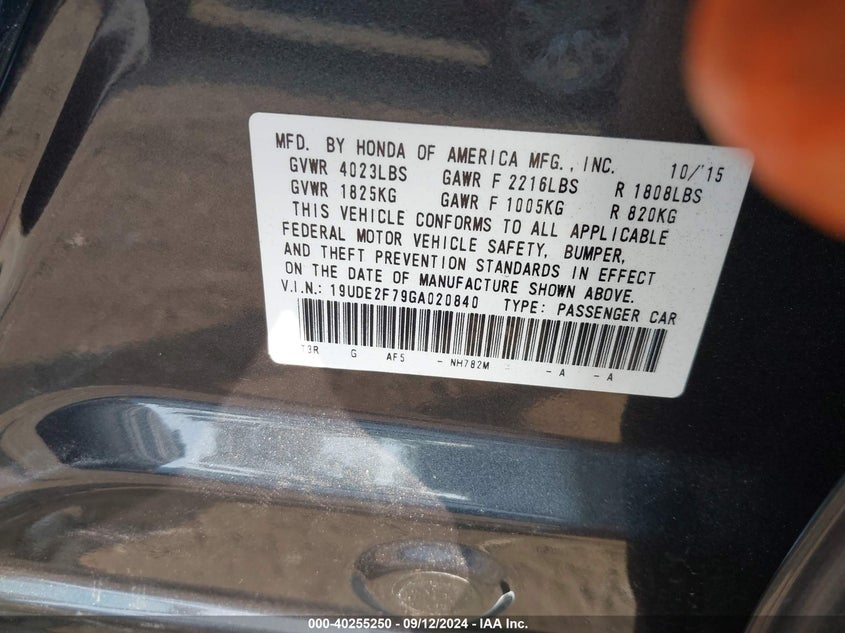 MFD. BY HONDA OF AMERICA MFG., INC. 10/'15
GVWR 4023LBS GAWR F 2216LBS R 1808LBS
GVWR 1825KG GAWR F 1005KG R 820KG
THIS VEHICLE CONFORMS TO ALL APPLICABLE
FEDERAL MOTOR VEHICLE SAFETY, BUMPER,
AND THEFT PREVENTION STANDARDS IN EFFECT
ON THE DATE OF MANUFACTURE SHOWN ABOVE.
V.I.N.: 19UDE2F79GA020840 TYPE: PASSENGER CAR
T3R G AF5 - NH782M - A - A
000-40255250 - 09/12/2024 - IAA Inc.